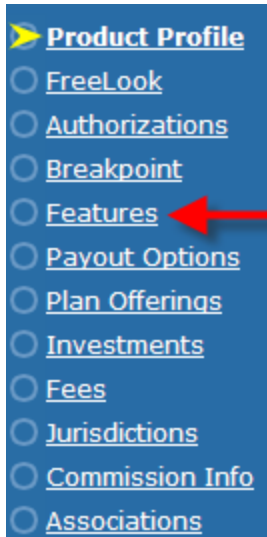 Product Profile
FreeLook
Authorizations
Breakpoint
Features
Payout Options
Plan Offerings
Investments
Fees
Jurisdictions
Commission Info
Associations